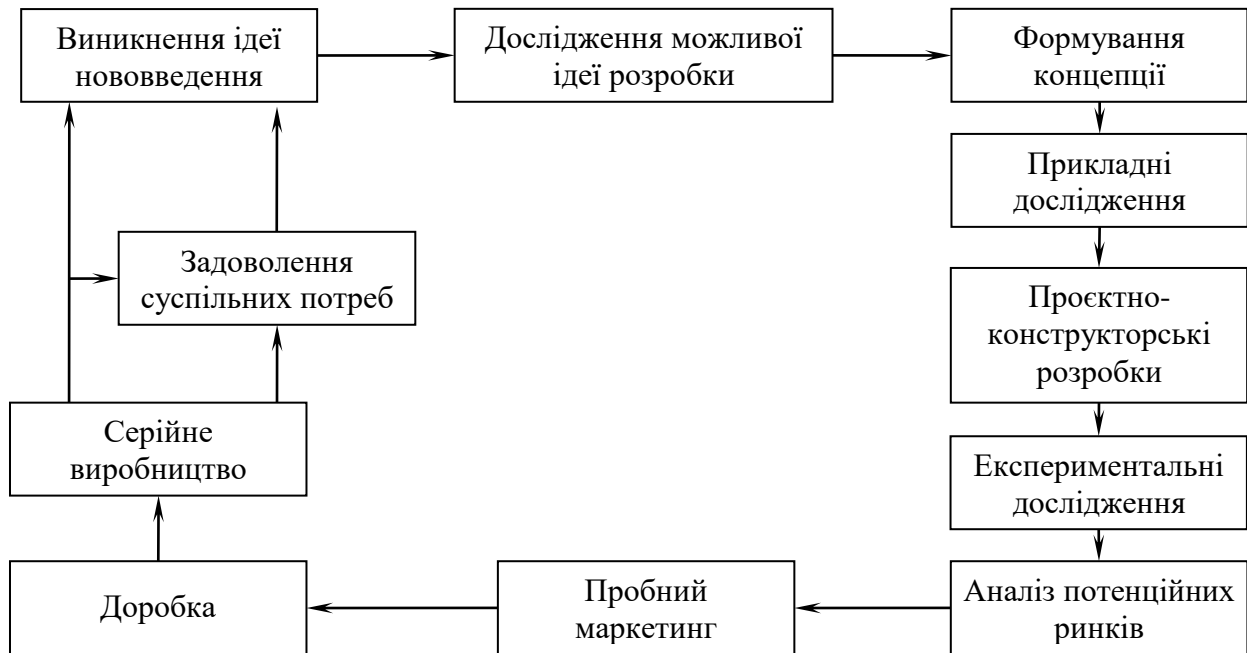 Виникнення ідеї
нововведення
Дослідження можливої
ідеї розробки
Формування
концепції
Прикладні
дослідження
Проєктно-
конструкторські
розробки
Експериментальні
дослідження
Аналіз потенційних
ринків
Пробний
маркетинг
Доробка
Серійне
виробництво
Задоволення
суспільних потреб